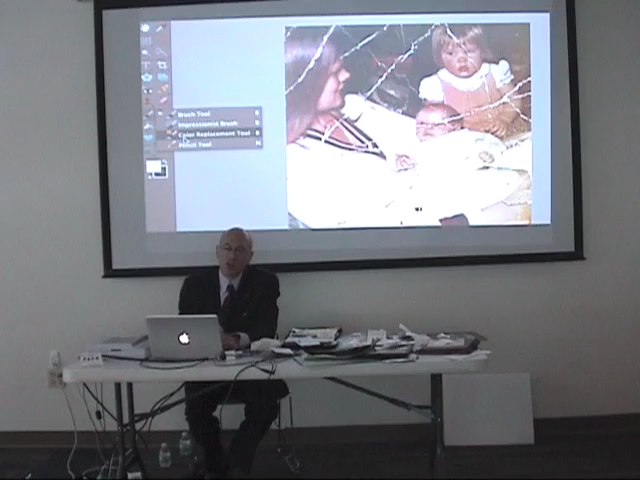 Brush Tool B
Impressionist Brush B
Color Replacement Tool B
Pencil Tool N